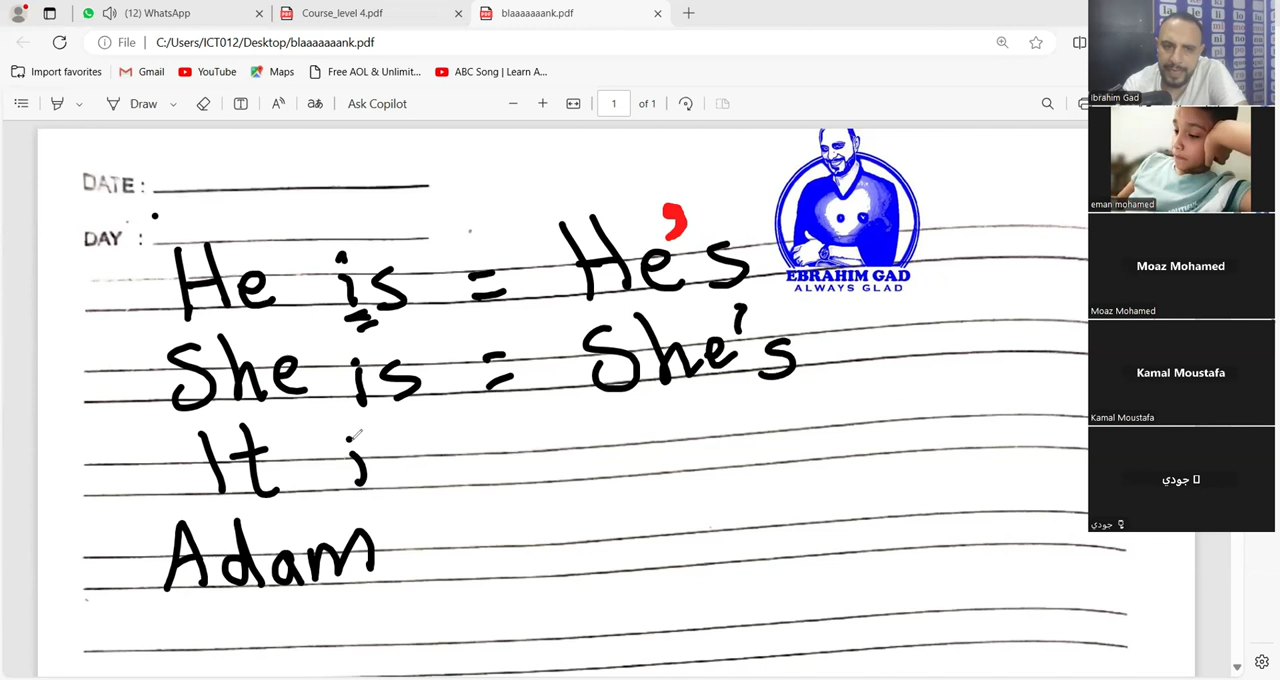 (12) WhatsApp
Course_level 4.pdf
blaaaaaaank.pdf
File
C:/Users/ICT012/Desktop/blaaaaaaank.pdf
Import favorites
Gmail
YouTube
Maps
Free AOL & Unlimit...
ABC Song | Learn A...
Draw
Ask Copilot
1
of 1
DATE:
DAY :
He is = He's
She is = She's
It i
Adam
EBRAHIM GAD
ALWAYS GLAD
Ibrahim Gad
eman mohamed
Moaz Mohamed
Moaz Mohamed
Kamal Moustafa
Kamal Moustafa
جودي
جودي